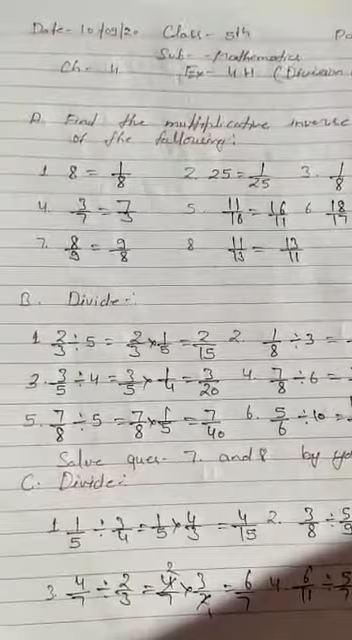 Date- 10/09/20 Class- 5th
Sub- - Mathematics
Ch- 4 Ex- 4H (Division
A. Find the multiplicative inverse
of the following:
1. 8 = 1/8 2. 25 = 1/25 3. 1/8
4. 3/7 = 7/3 5. 11/16 = 16/11 6. 18/17
7. 8/9 = 9/8 8 11/13 = 13/11
B. Divide:
1. 2/3 ÷ 5 = 2/3 × 1/5 = 2/15 2. 1/8 ÷ 3 =
3. 3/5 ÷ 4 = 3/5 × 1/4 = 3/20 4. 7/8 ÷ 6 =
5. 7/8 ÷ 5 = 7/8 × 1/5 = 7/40 6. 5/6 ÷ 10 =
Solve ques- 7. and 8 by yo
C. Divide:
1 1/5 ÷ 3/4 = 1/5 × 4/3 = 4/15 2. 3/8 ÷ 5/9
3. 4/7 ÷ 2/3 = 4/7 × 3/ = 6/7 4. 6/11 ÷ 5/7